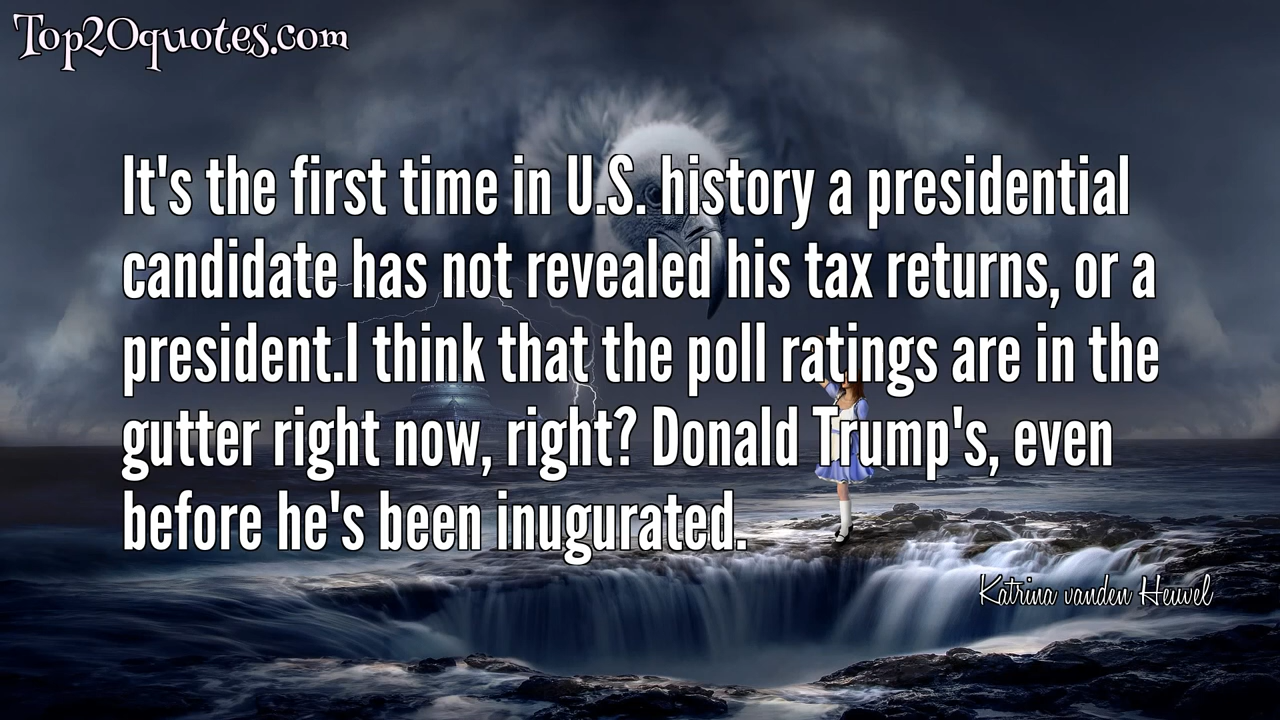 Top20quotes.com
It's the first time in U.S. history a presidential
candidate has not revealed his tax returns, or a
president.I think that the poll ratings are in the
gutter right now, right? Donald Trump's, even
before he's been inugurated.
Katrina vanden Heuvel